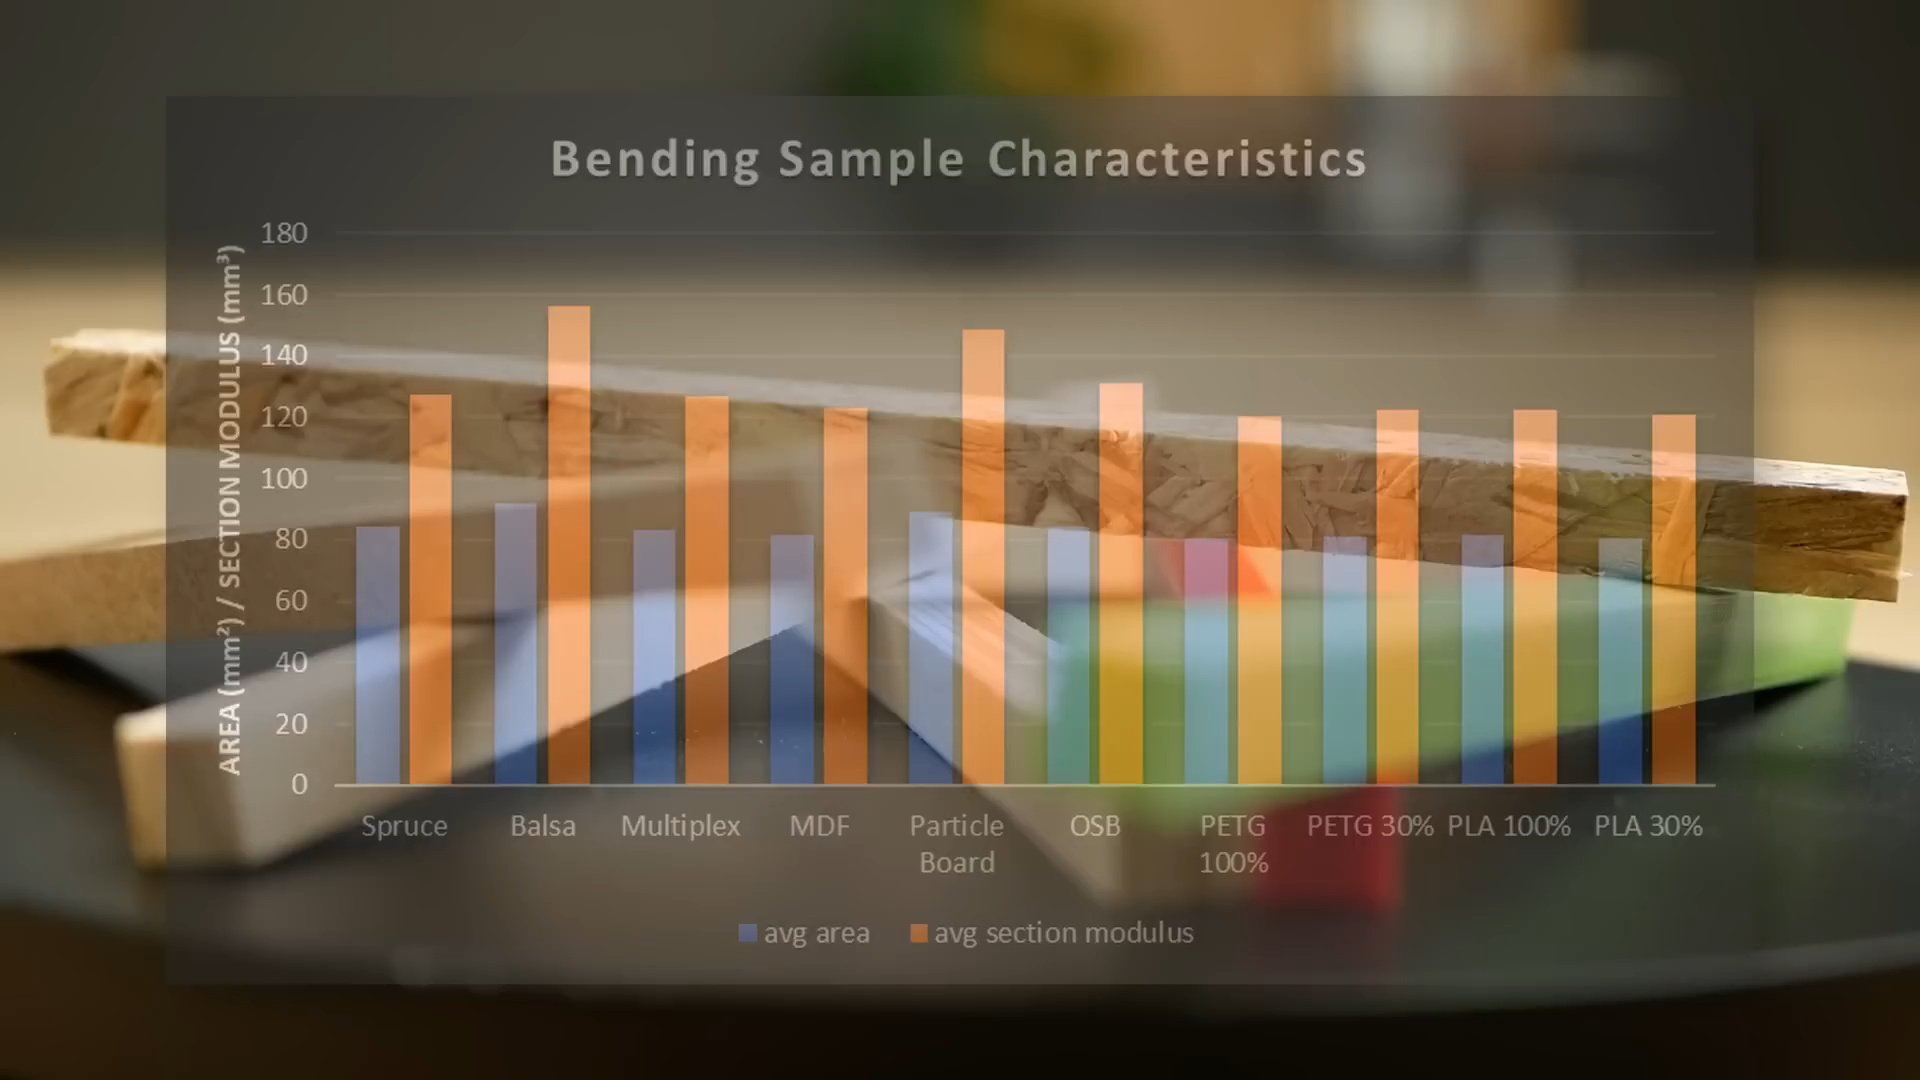 Bending Sample Characteristics
AREA (mm²) / SECTION MODULUS (mm³)
180
160
140
120
100
80
60
40
20
0
Spruce
Balsa
Multiplex
MDF
Particle
Board
OSB
PETG
100%
PETG 30%
PLA 100%
PLA 30%
avg area
avg section modulus